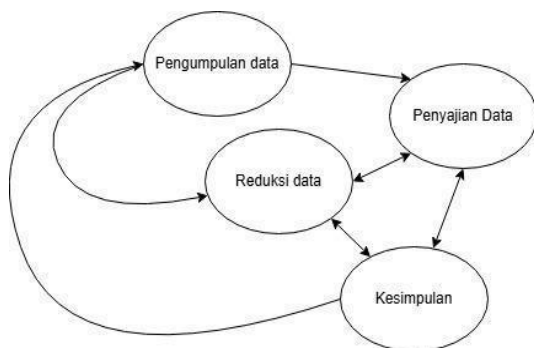 Pengumpulan data
Penyajian Data
Reduksi data
Kesimpulan